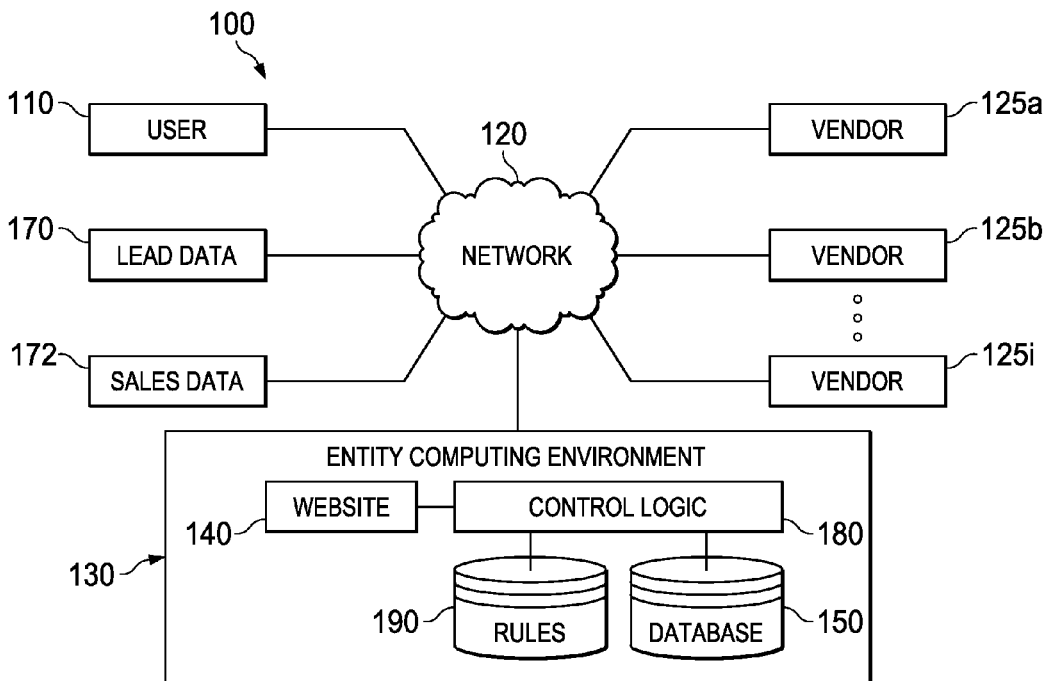 100
110 USER
VENDOR 125a
120
170 LEAD DATA
NETWORK
VENDOR 125b
172 SALES DATA
VENDOR 125i
ENTITY COMPUTING ENVIRONMENT
WEBSITE
CONTROL LOGIC
140
180
130
190
RULES
DATABASE
150